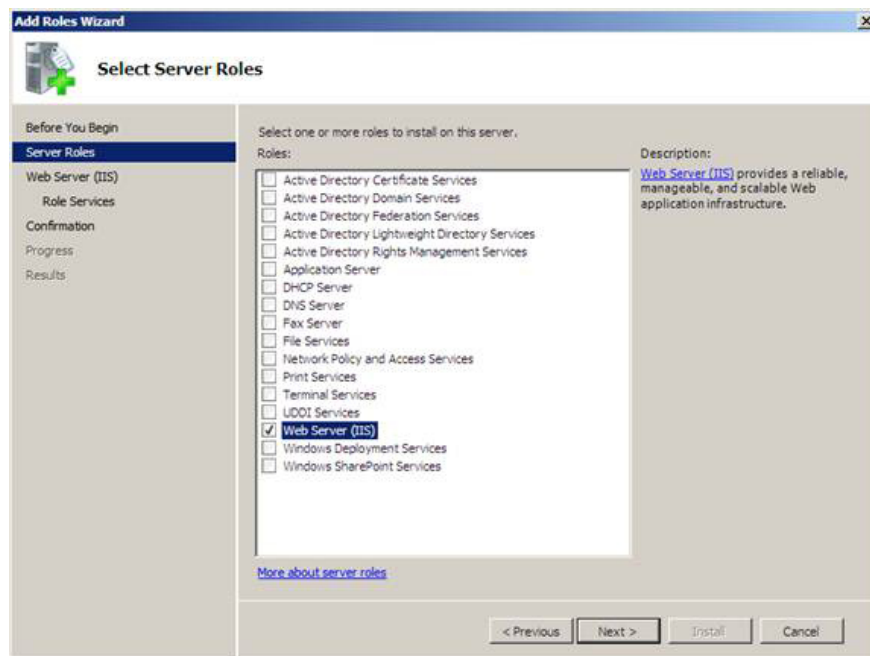 Add Roles Wizard
Select Server Roles
Before You Begin
Server Roles
Web Server (IIS)
Role Services
Confirmation
Progress
Results
Select one or more roles to install on this server.
Roles:
Active Directory Certificate Services
Active Directory Domain Services
Active Directory Federation Services
Active Directory Lightweight Directory Services
Active Directory Rights Management Services
Application Server
DHCP Server
DNS Server
Fax Server
File Services
Network Policy and Access Services
Print Services
Terminal Services
UDDI Services
Web Server (IIS)
Windows Deployment Services
Windows SharePoint Services
More about server roles
Description:
Web Server (IIS) provides a reliable,
manageable, and scalable Web
application infrastructure.
< Previous
Next >
Install
Cancel